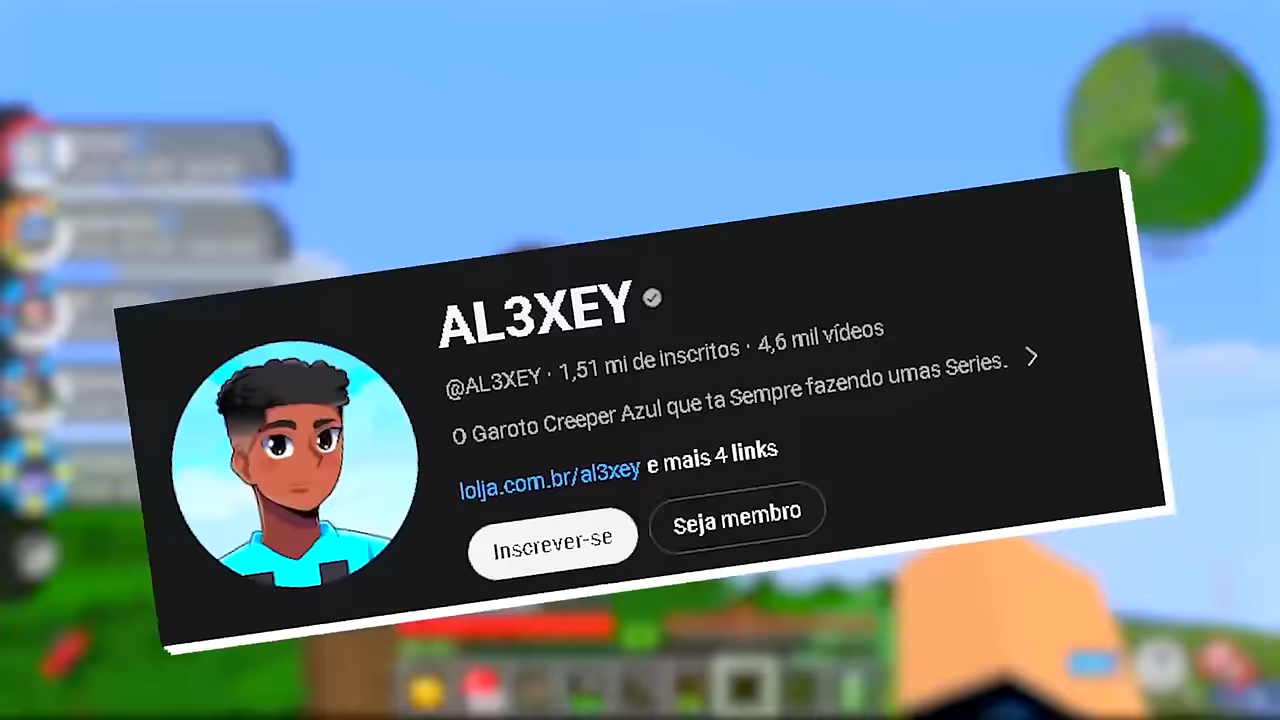 AL3XEY
@AL3XEY · 1,51 mi de inscritos · 4,6 mil vídeos
O Garoto Creeper Azul que ta Sempre fazendo umas Series.
lolja.com.br/al3xey e mais 4 links
Inscrever-se
Seja membro